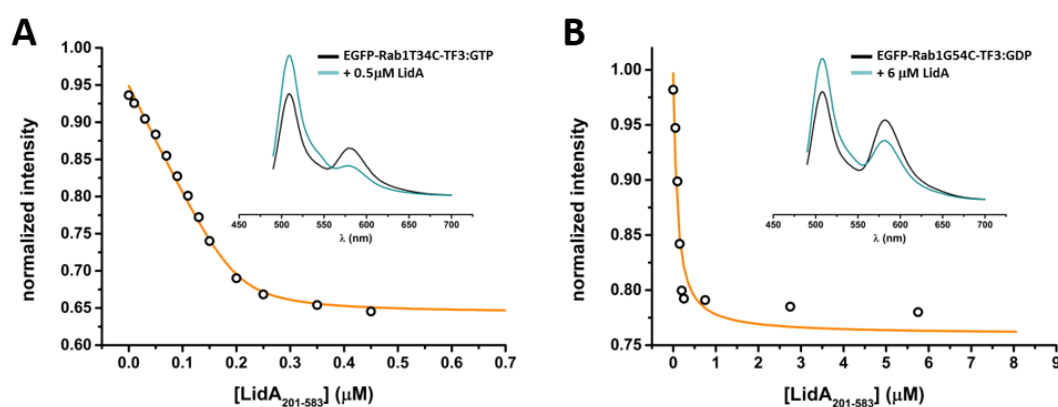 A
1.00
0.95
0.90
0.85
0.80
0.75
0.70
0.65
0.60
normalized intensity
0.0 0.1 0.2 0.3 0.4 0.5 0.6 0.7
[LidA201-583] (μM)
EGFP-Rab1T34C-TF3:GTP
+ 0.5μM LidA
450 500 550 600 650 700
λ (nm)
B
1.00
0.95
0.90
0.85
0.80
0.75
normalized intensity
0 1 2 3 4 5 6 7 8 9
[LidA201-583] (μM)
EGFP-Rab1G54C-TF3:GDP
+ 6 μM LidA
450 500 550 600 650 700
λ (nm)